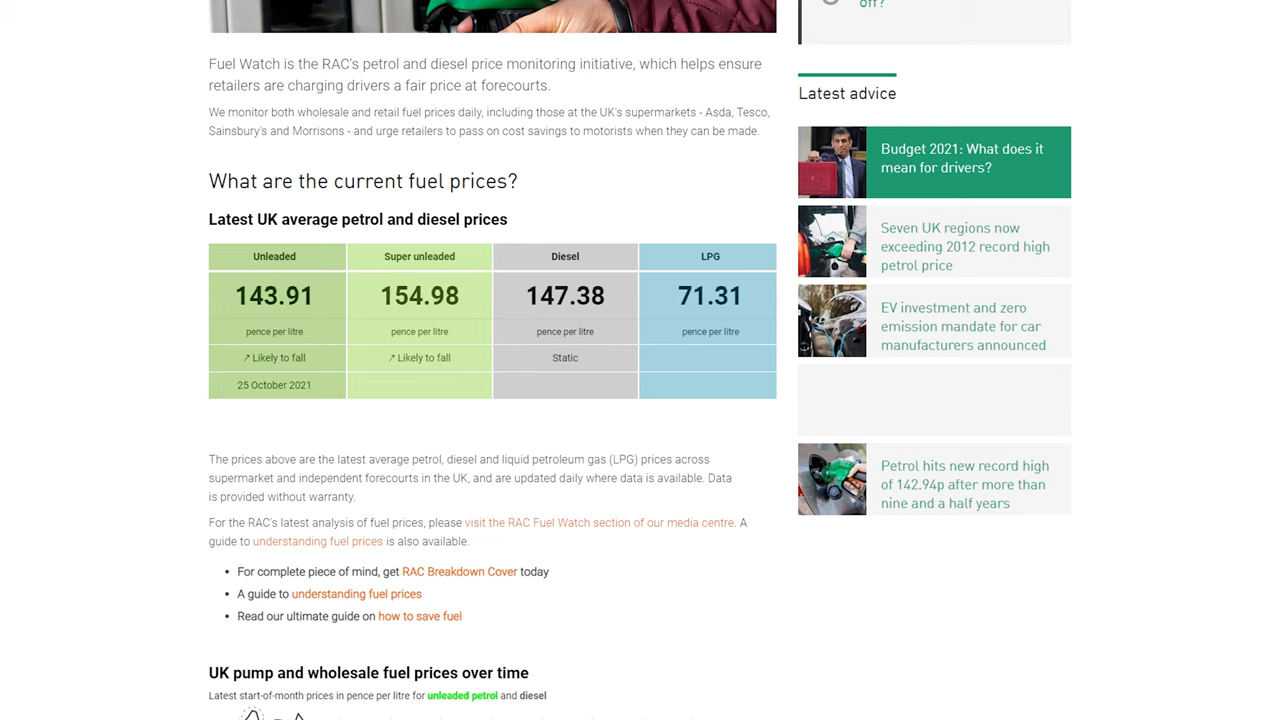 off?
Fuel Watch is the RAC's petrol and diesel price monitoring initiative, which helps ensure
retailers are charging drivers a fair price at forecourts.
We monitor both wholesale and retail fuel prices daily, including those at the UK's supermarkets - Asda, Tesco,
Sainsbury's and Morrisons - and urge retailers to pass on cost savings to motorists when they can be made.
What are the current fuel prices?
Latest UK average petrol and diesel prices
Unleaded Super unleaded Diesel LPG
143.91 154.98 147.38 71.31
pence per litre pence per litre pence per litre pence per litre
↗ Likely to fall ↗ Likely to fall Static
25 October 2021
The prices above are the latest average petrol, diesel and liquid petroleum gas (LPG) prices across
supermarket and independent forecourts in the UK, and are updated daily where data is available. Data
is provided without warranty.
For the RAC's latest analysis of fuel prices, please visit the RAC Fuel Watch section of our media centre. A
guide to understanding fuel prices is also available.
• For complete piece of mind, get RAC Breakdown Cover today
• A guide to understanding fuel prices
• Read our ultimate guide on how to save fuel
UK pump and wholesale fuel prices over time
Latest start-of-month prices in pence per litre for unleaded petrol and diesel
Latest advice
Budget 2021: What does it
mean for drivers?
Seven UK regions now
exceeding 2012 record high
petrol price
EV investment and zero
emission mandate for car
manufacturers announced
Petrol hits new record high
of 142.94p after more than
nine and a half years